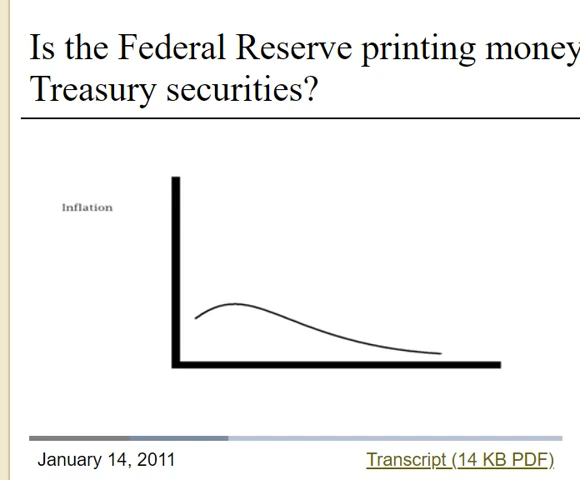 Is the Federal Reserve printing money
Treasury securities?
Inflation
January 14, 2011
Transcript (14 KB PDF)